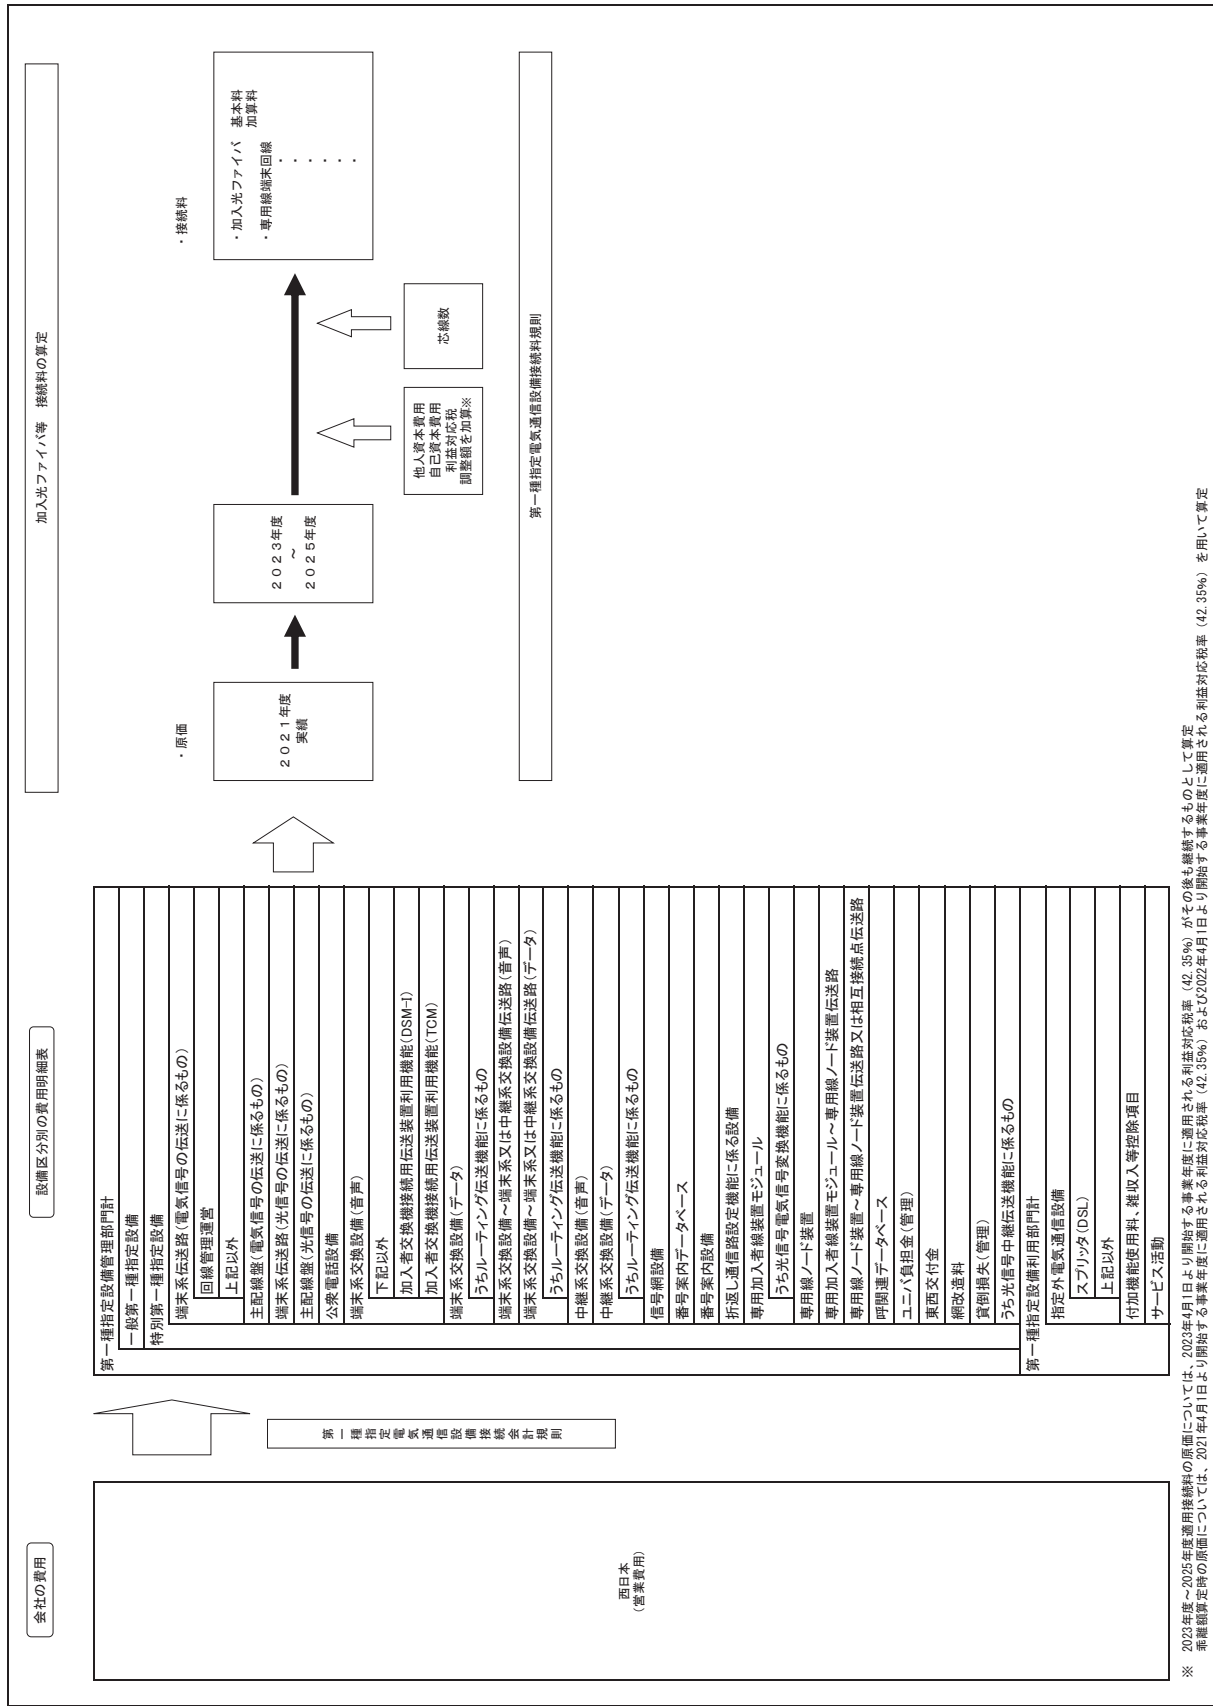 会社の費用
西日本
(営業費用)
第一種指定電気通信設備接続会計規則
設備区分別の費用明細表
第一種指定設備管理部門計
一般第一種指定設備
特別第一種指定設備
端末系伝送路(電気信号の伝送に係るもの)
回線管理運営
上記以外
主配線盤(電気信号の伝送に係るもの)
端末系伝送路(光信号の伝送に係るもの)
主配線盤(光信号の伝送に係るもの)
公衆電話設備
端末系交換設備(音声)
下記以外
加入者交換機接続用伝送装置利用機能(DSM-I)
加入者交換機接続用伝送装置利用機能(TCM)
端末系交換設備(データ)
うちルーティング伝送機能に係るもの
端末系交換設備~端末系又は中継系交換設備伝送路(音声)
端末系交換設備~端末系又は中継系交換設備伝送路(データ)
うちルーティング伝送機能に係るもの
中継系交換設備(音声)
中継系交換設備(データ)
うちルーティング伝送機能に係るもの
信号網設備
番号案内データベース
番号案内設備
折返し通信路設定機能に係る設備
専用加入者線装置モジュール
うち光信号電気信号変換機能に係るもの
専用線ノード装置
専用加入者線装置モジュール~専用線ノード装置伝送路
専用線ノード装置~専用線ノード装置伝送路又は相互接続点伝送路
呼関連データベース
ユニバ負担金(管理)
東西交付金
網改造料
貸倒損失(管理)
うち光信号中継伝送機能に係るもの
第一種指定設備利用部門計
指定外電気通信設備
スプリッタ(DSL)
上記以外
付加機能使用料、雑収入等控除項目
サービス活動
加入光ファイバ等 接続料の算定
・原価
2021年度
実績
2023年度
~
2025年度
他人資本費用
自己資本費用
利益対応税
調整額を加算※
芯線数
・接続料
・加入光ファイバ 基本料
加算料
・専用線端末回線
・
・
・
・
・
・
第一種指定電気通信設備接続料規則
※ 2023年度~2025年度適用接続料の原価については、2023年4月1日より開始する事業年度に適用される利益対応税率(42.35%)がその後も継続するものとして算定
乖離額算定時の原価については、2021年4月1日より開始する事業年度に適用される利益対応税率(42.35%)および2022年4月1日より開始する事業年度に適用される利益対応税率(42.35%)を用いて算定